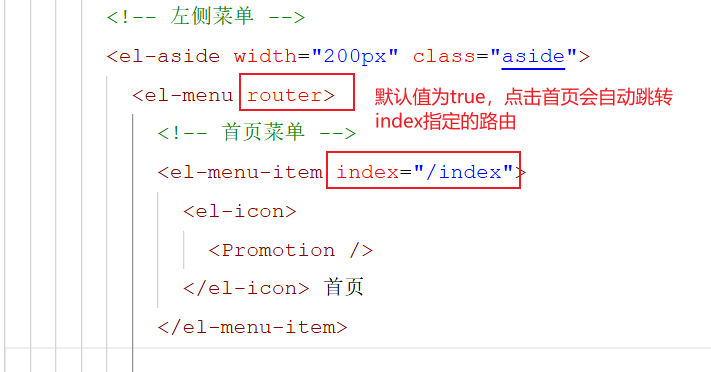 <!-- 左侧菜单 -->
<el-aside width="200px" class="aside">
<el-menu router>
默认值为true，点击首页会自动跳转
index指定的路由
<!-- 首页菜单 -->
<el-menu-item index="/index">
<el-icon>
<Promotion />
</el-icon> 首页
</el-menu-item>